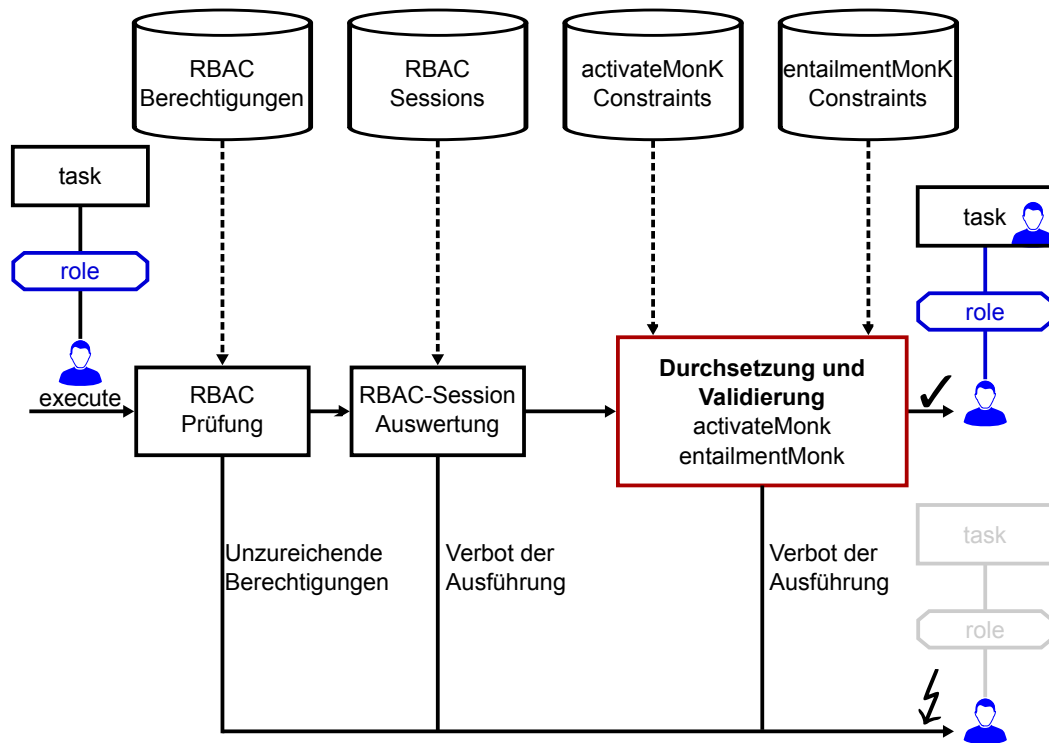 RBAC
Berechtigungen
RBAC
Sessions
activateMonK
Constraints
entailmentMonK
Constraints
task
role
execute
RBAC
Prüfung
RBAC-Session
Auswertung
Durchsetzung und
Validierung
activateMonk
entailmentMonk
task
role
Unzureichende
Berechtigungen
Verbot der
Ausführung
Verbot der
Ausführung
task
role